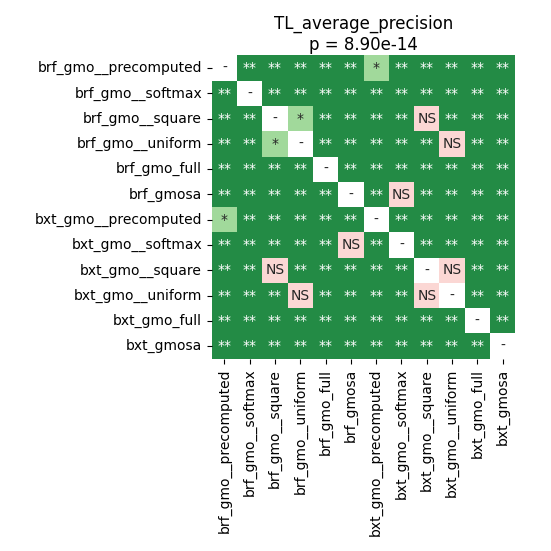 TL_average_precision
p = 8.90e-14
brf_gmo__precomputed - ** ** ** ** ** * ** ** ** ** **
brf_gmo__softmax ** - ** ** ** ** ** ** ** ** ** **
brf_gmo__square ** ** - * ** ** ** ** NS ** ** **
brf_gmo__uniform ** ** * - ** ** ** ** ** NS ** **
brf_gmo_full ** ** ** ** - ** ** ** ** ** ** **
brf_gmosa ** ** ** ** ** - ** NS ** ** ** **
bxt_gmo__precomputed * ** ** ** ** ** - ** ** ** ** **
bxt_gmo__softmax ** ** ** ** ** NS ** - ** ** ** **
bxt_gmo__square ** ** NS ** ** ** ** ** - NS ** **
bxt_gmo__uniform ** ** ** NS ** ** ** ** NS - ** **
bxt_gmo_full ** ** ** ** ** ** ** ** ** ** - **
bxt_gmosa ** ** ** ** ** ** ** ** ** ** ** -
brf_gmo__precomputed
brf_gmo__softmax
brf_gmo__square
brf_gmo__uniform
brf_gmo_full
brf_gmosa
bxt_gmo__precomputed
bxt_gmo__softmax
bxt_gmo__square
bxt_gmo__uniform
bxt_gmo_full
bxt_gmosa